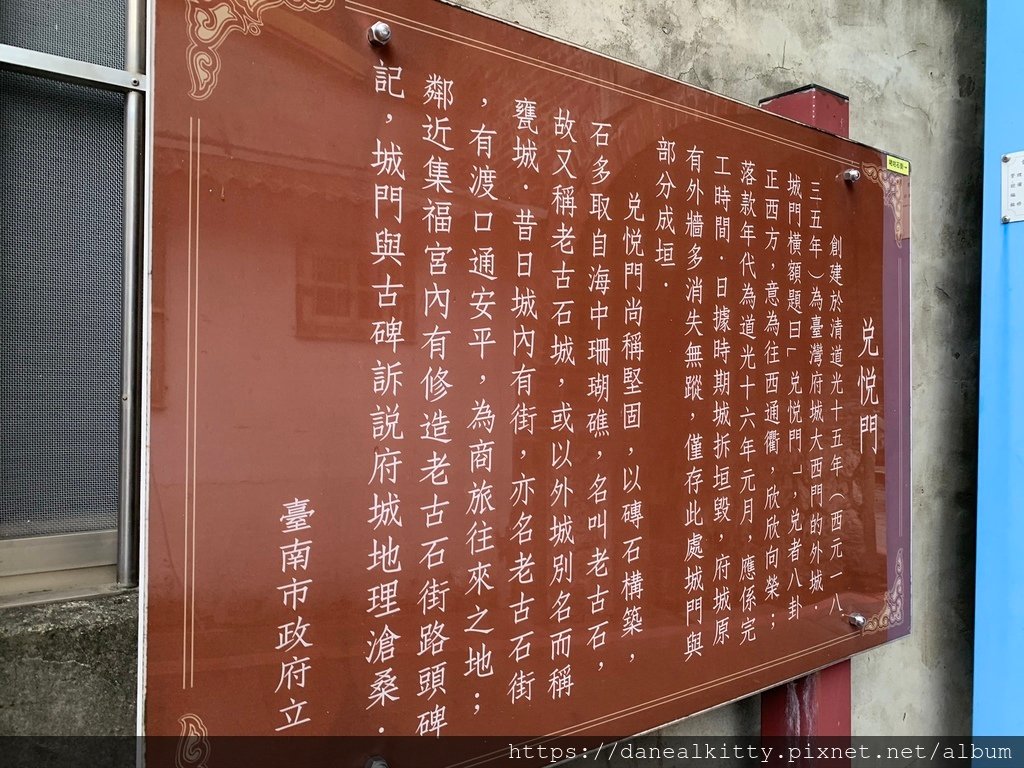 兌悅門
創建於清道光十五年（西元一八
三五年）為臺灣府城大西門的外城．
城門橫額題曰「兌悅門」，兌者八卦
正西方，意為往西通衢，欣欣向榮；
落款年代為道光十六年元月，應係完
工時間．日據時期城拆垣毀，府城原
有外牆多消失無蹤，僅存此處城門與
部分成垣．
兌悅門尚稱堅固，以磚石構築，
石多取自海中珊瑚礁，名叫老古石，
故又稱老古石城，或以外城別名而稱
甕城．昔日城內有街，亦名老古石街
，有渡口通安平，為商旅往來之地；
鄰近集福宮內有修造老古石街路頭碑
記，城門與古碑訴說府城地理滄桑．
臺南市政府立
https://danealkitty.pixnet.net/album